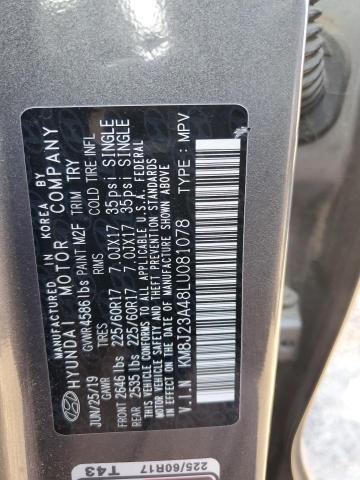 MANUFACTURED IN KOREA BY
HYUNDAI MOTOR COMPANY
JUN/25/19 GVWR 4586 lbs PAINT M2F TRIM TRY
GAWR TIRES RIMS COLD TIRE INFL
FRONT 2646 lbs 225/60R17 7.0JX17 35psi SINGLE
REAR 2535 lbs 225/60R17 7.0JX17 35psi SINGLE
THIS VEHICLE CONFORMS TO ALL APPLICABLE U.S.A. FEDERAL
MOTOR VEHICLE SAFETY, BUMPER, AND THEFT PREVENTION STANDARDS
IN EFFECT ON THE DATE OF MANUFACTURE SHOWN ABOVE.
V.I.N : KM8J23A48LU081078 TYPE : MPV
225/60R17
T43